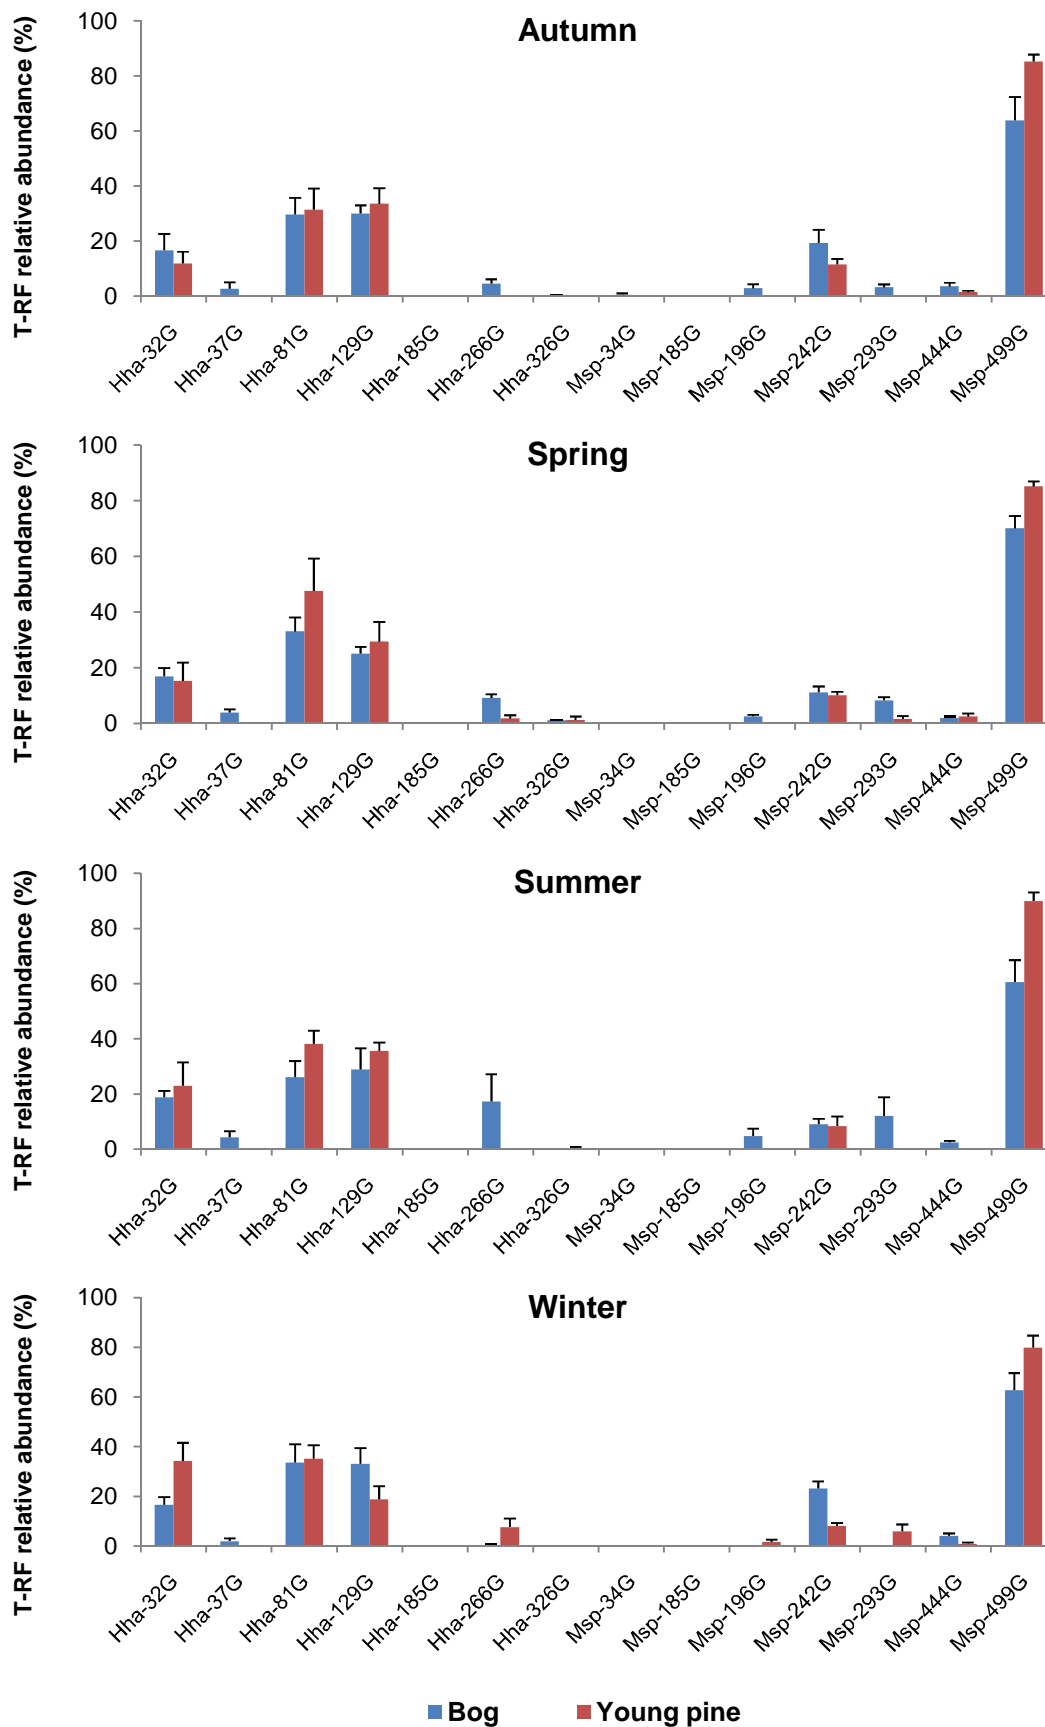 Autumn
T-RF relative abundance (%)
100
80
60
40
20
0
Hha-32G
Hha-37G
Hha-81G
Hha-129G
Hha-185G
Hha-266G
Hha-326G
Msp-34G
Msp-185G
Msp-196G
Msp-242G
Msp-293G
Msp-444G
Msp-499G
Spring
T-RF relative abundance (%)
100
80
60
40
20
0
Hha-32G
Hha-37G
Hha-81G
Hha-129G
Hha-185G
Hha-266G
Hha-326G
Msp-34G
Msp-185G
Msp-196G
Msp-242G
Msp-293G
Msp-444G
Msp-499G
Summer
T-RF relative abundance (%)
100
80
60
40
20
0
Hha-32G
Hha-37G
Hha-81G
Hha-129G
Hha-185G
Hha-266G
Hha-326G
Msp-34G
Msp-185G
Msp-196G
Msp-242G
Msp-293G
Msp-444G
Msp-499G
Winter
T-RF relative abundance (%)
100
80
60
40
20
0
Hha-32G
Hha-37G
Hha-81G
Hha-129G
Hha-185G
Hha-266G
Hha-326G
Msp-34G
Msp-185G
Msp-196G
Msp-242G
Msp-293G
Msp-444G
Msp-499G
Bog
Young pine